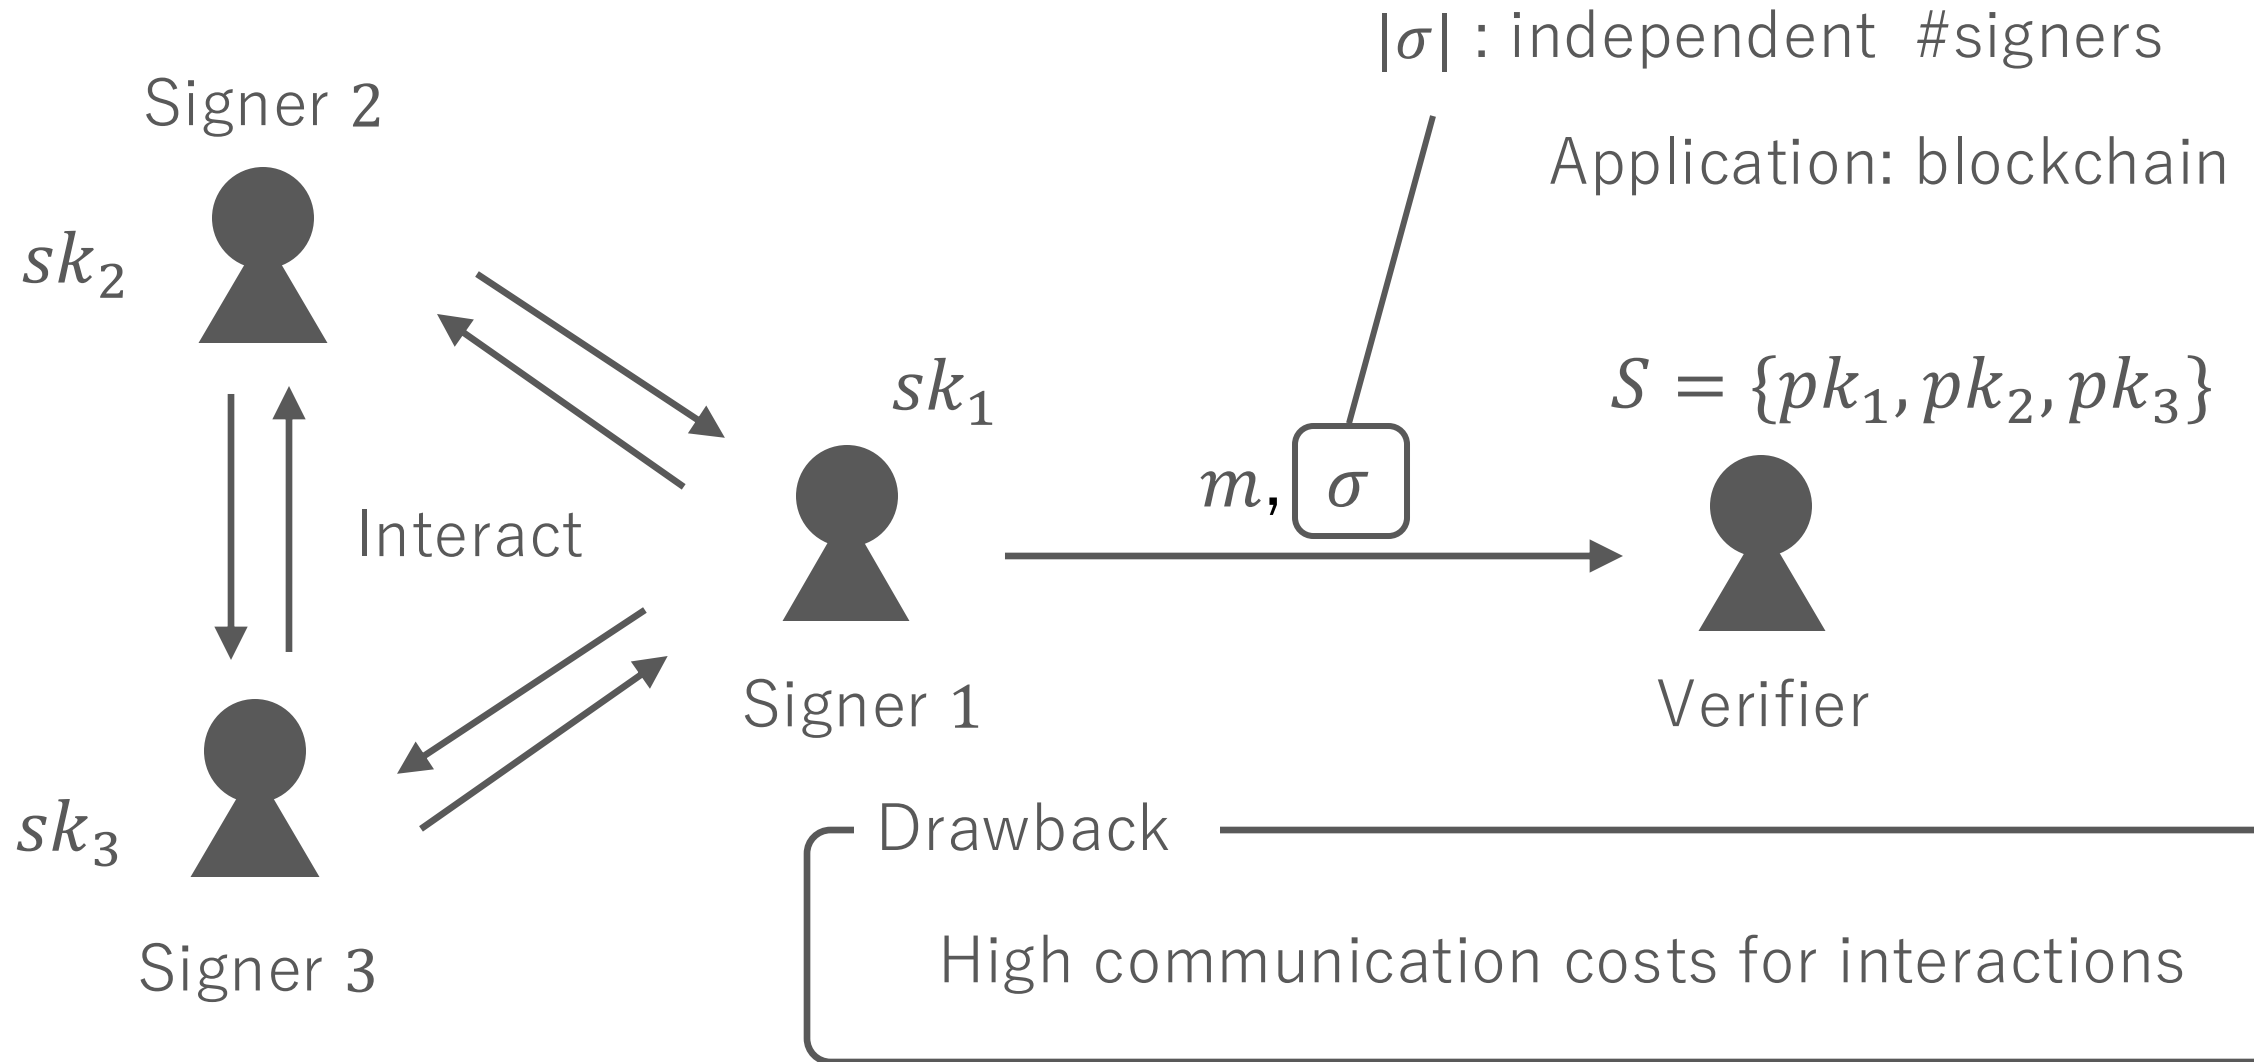 |σ| : independent #signers
Application: blockchain
Signer 2
sk₂
sk₁
S = {pk₁, pk₂, pk₃}
m, σ
Interact
Signer 1
Verifier
sk₃
Signer 3
Drawback
High communication costs for interactions